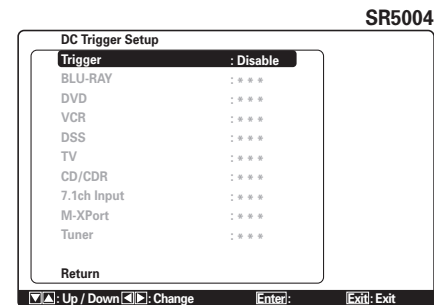 SR5004
DC Trigger Setup
Trigger : Disable
BLU-RAY : * * *
DVD : * * *
VCR : * * *
DSS : * * *
TV : * * *
CD/CDR : * * *
7.1ch Input : * * *
M-XPort : * * *
Tuner : * * *
Return
▼▲: Up / Down ◀▶: Change Enter: Exit: Exit